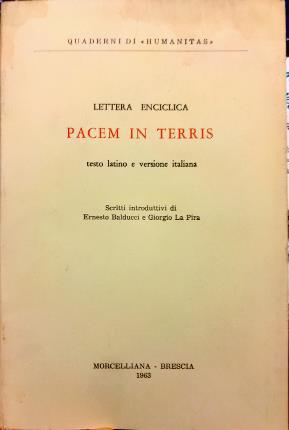 QUADERNI DI «HUMANITAS»
LETTERA ENCICLICA
PACEM IN TERRIS
testo latino e versione italiana
Scritti introduttivi di
Ernesto Balducci e Giorgio La Pira
MORCELLIANA - BRESCIA
1963